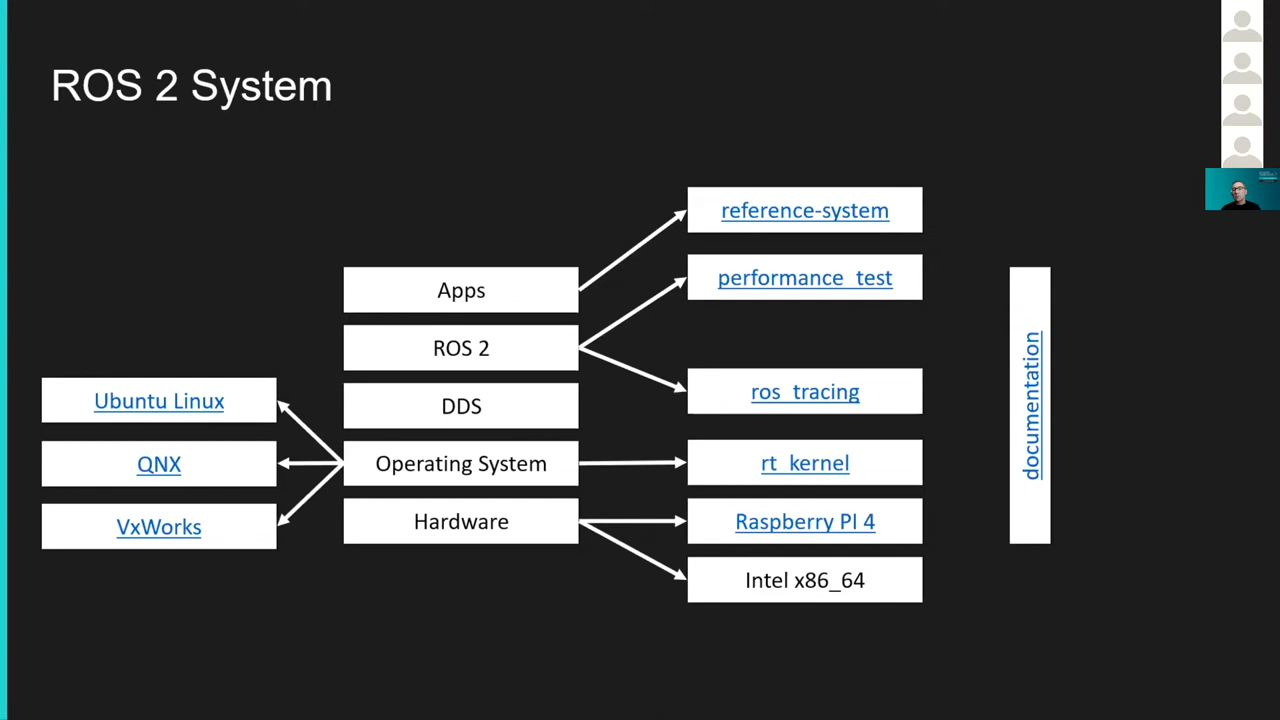 ROS 2 System
reference-system
performance_test
Apps
ROS 2
ros_tracing
DDS
Ubuntu Linux
QNX
VxWorks
Operating System
rt_kernel
Hardware
Raspberry PI 4
Intel x86_64
documentation